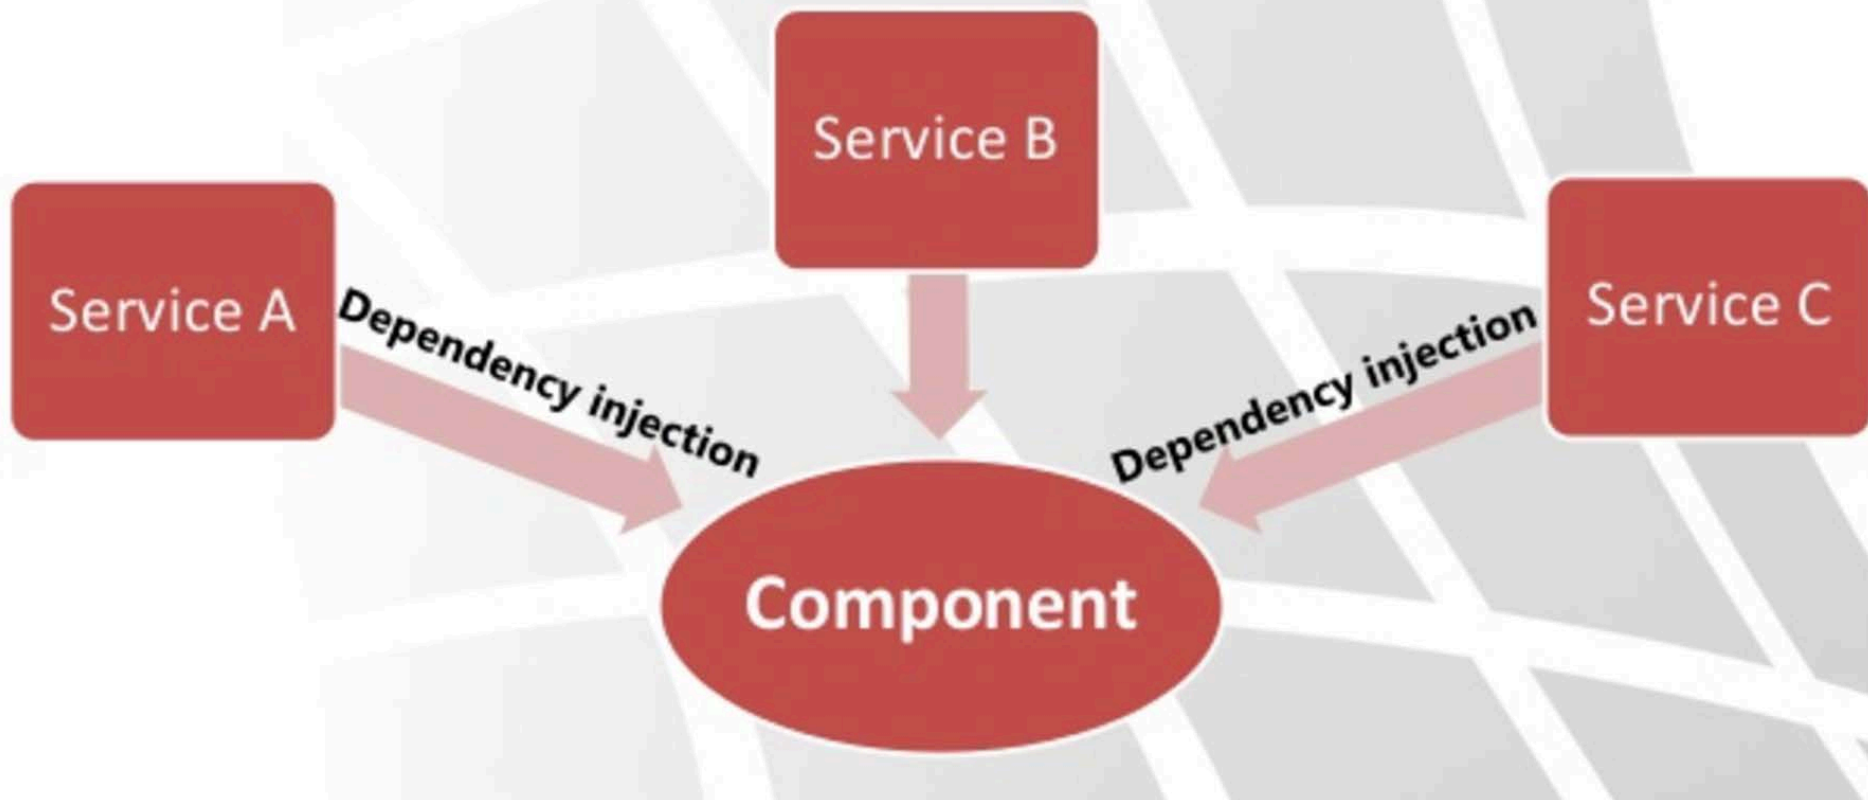 Service B
Service A
Service C
Dependency injection
Dependency injection
Component